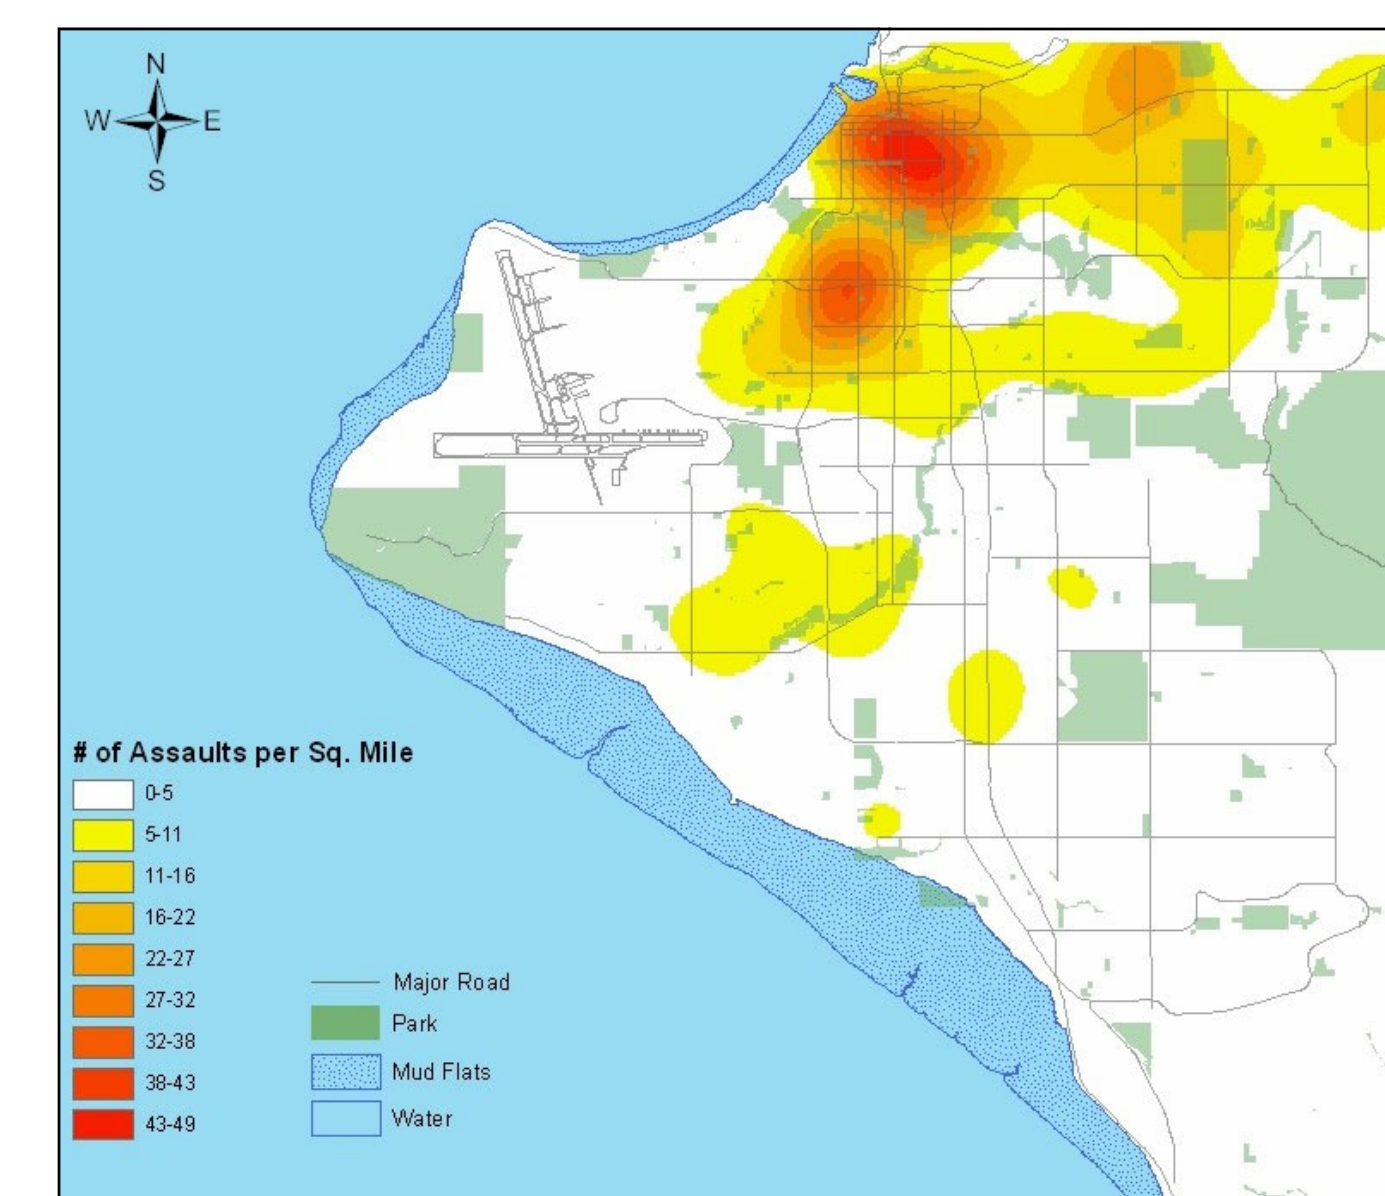 N
W E
S
# of Assaults per Sq. Mile
0-5
5-11
11-16
16-22
22-27
27-32
32-38
38-43
43-49
Major Road
Park
Mud Flats
Water